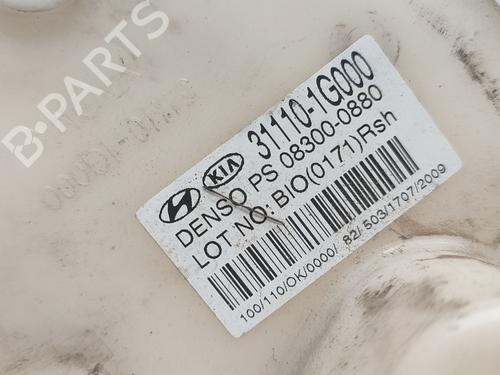 B-PARTS
KIA
31110-1G000
DENSO PS 08300-0880
LOT NO: BIO(0171)Rsh
100/110/OK/0000/ 82/ 503/1707/2009